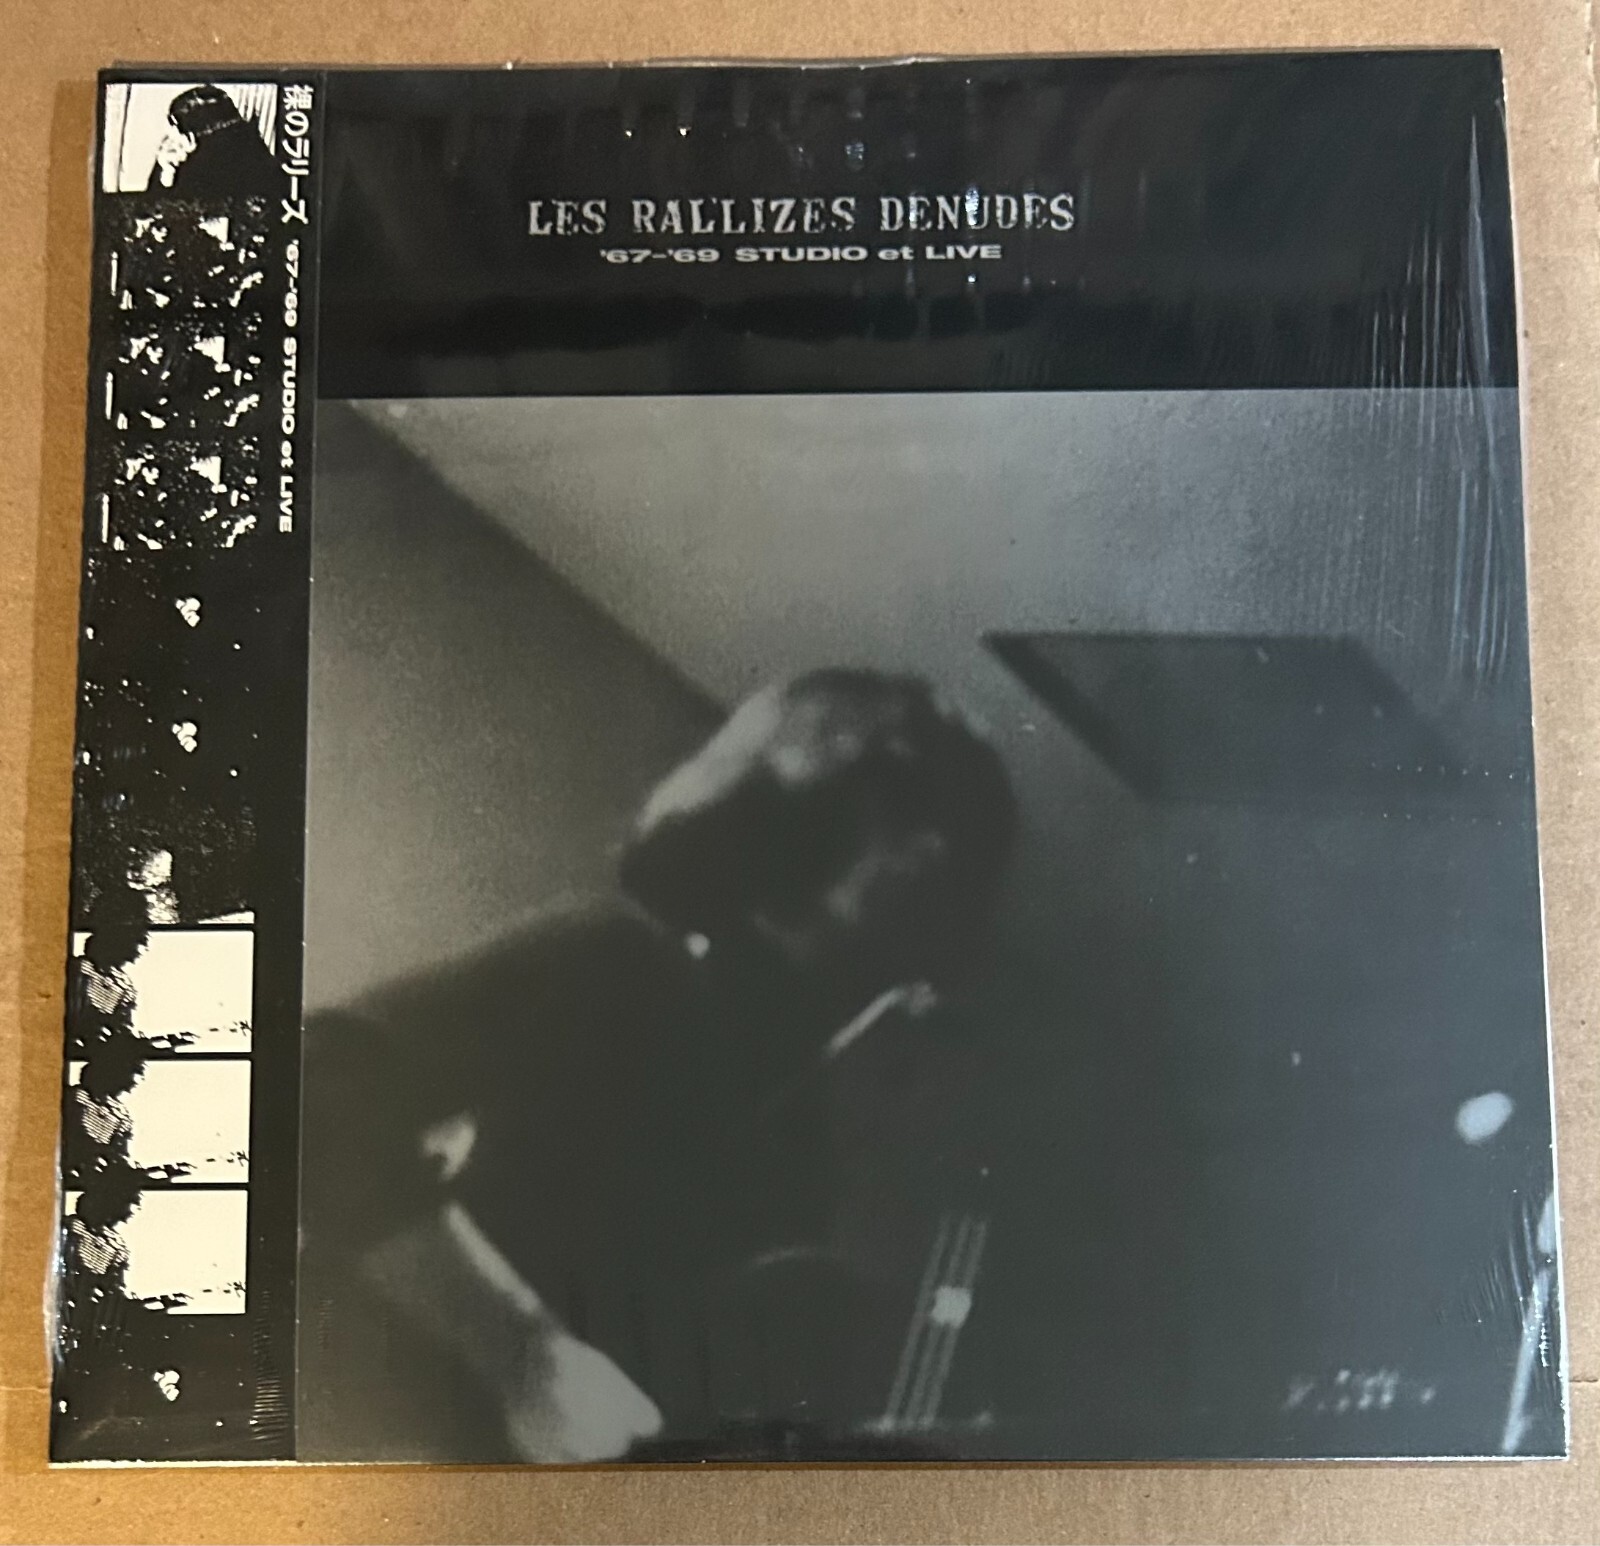 裸のラリーズ '67-'69 STUDIO et LIVE
LES RALLIZES DENUDES
'67-'69 STUDIO et LIVE